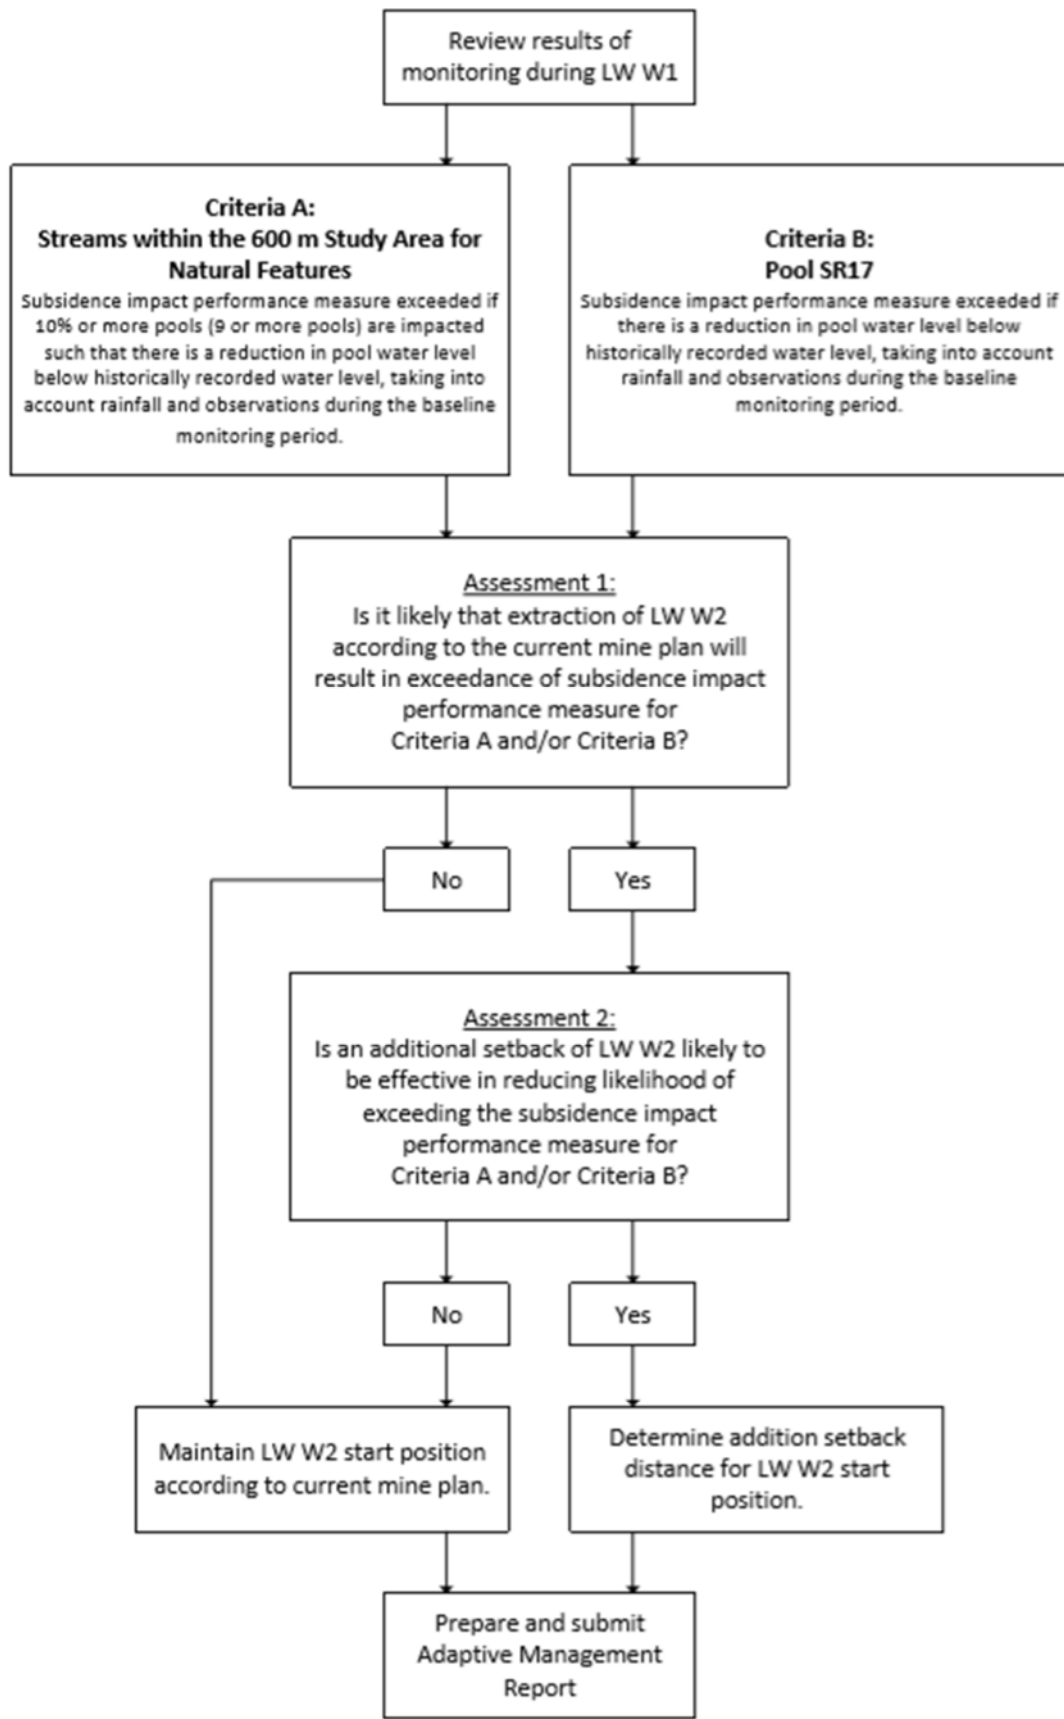 Review results of
monitoring during LW W1
Criteria A:
Streams within the 600 m Study Area for
Natural Features
Subsidence impact performance measure exceeded if
10% or more pools (9 or more pools) are impacted
such that there is a reduction in pool water level
below historically recorded water level, taking into
account rainfall and observations during the baseline
monitoring period.
Criteria B:
Pool SR17
Subsidence impact performance measure exceeded if
there is a reduction in pool water level below
historically recorded water level, taking into account
rainfall and observations during the baseline
monitoring period.
Assessment 1:
Is it likely that extraction of LW W2
according to the current mine plan will
result in exceedance of subsidence impact
performance measure for
Criteria A and/or Criteria B?
No
Yes
Assessment 2:
Is an additional setback of LW W2 likely to
be effective in reducing likelihood of
exceeding the subsidence impact
performance measure for
Criteria A and/or Criteria B?
No
Yes
Maintain LW W2 start position
according to current mine plan.
Determine addition setback
distance for LW W2 start
position.
Prepare and submit
Adaptive Management
Report